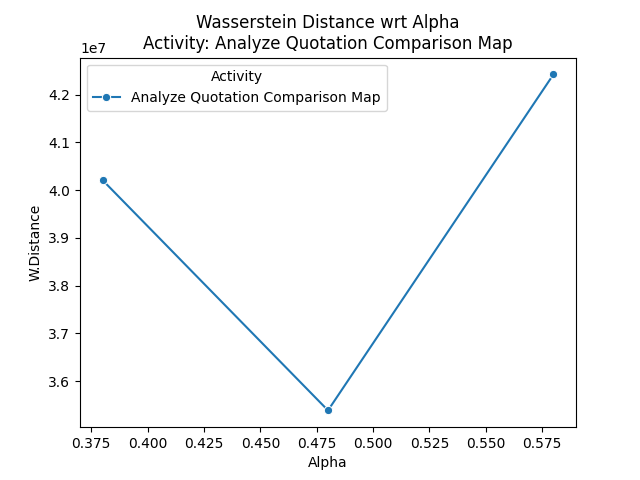 Wasserstein Distance wrt Alpha
Activity: Analyze Quotation Comparison Map
1e7
Activity
Analyze Quotation Comparison Map
4.2
4.1
4.0
3.9
3.8
3.7
3.6
W.Distance
0.375 0.400 0.425 0.450 0.475 0.500 0.525 0.550 0.575
Alpha